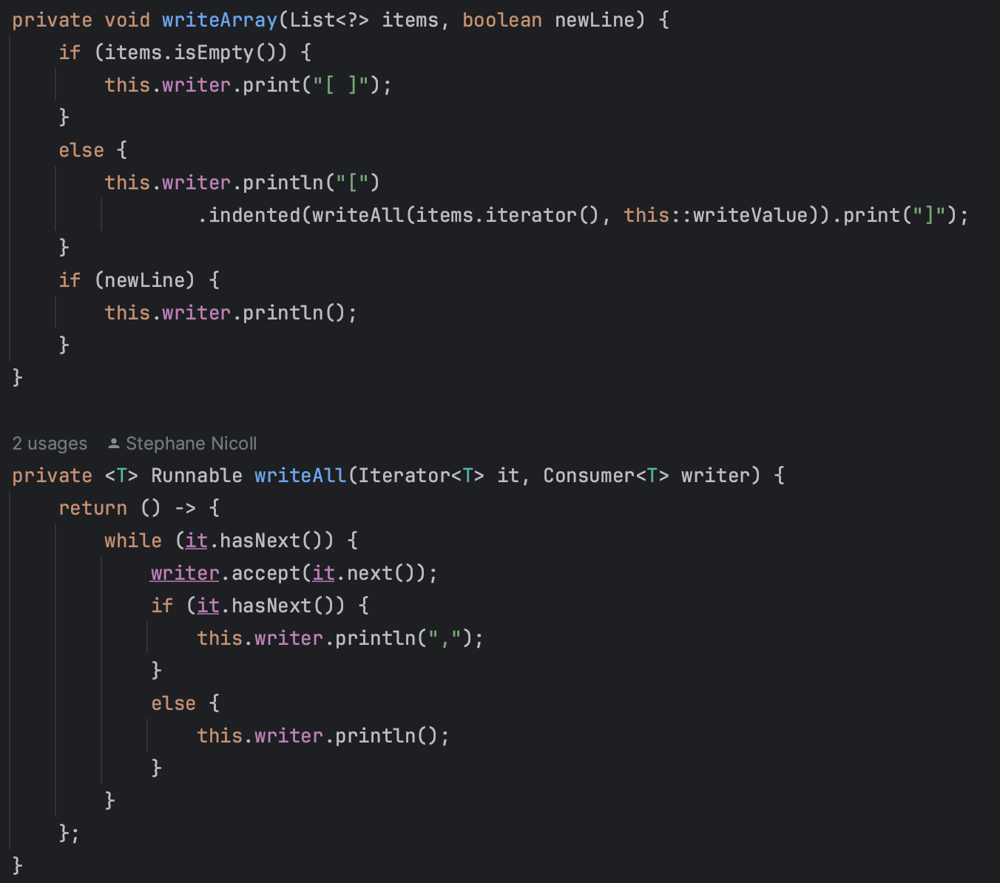 private void writeArray(List<?> items, boolean newLine) {
    if (items.isEmpty()) {
        this.writer.print("[ ]");
    }
    else {
        this.writer.println("[")
                .indented(writeAll(items.iterator(), this::writeValue)).print("]");
    }
    if (newLine) {
        this.writer.println();
    }
}
2 usages Stephane Nicoll
private <T> Runnable writeAll(Iterator<T> it, Consumer<T> writer) {
    return () -> {
        while (it.hasNext()) {
            writer.accept(it.next());
            if (it.hasNext()) {
                this.writer.println(",");
            }
            else {
                this.writer.println();
            }
        }
    };
}